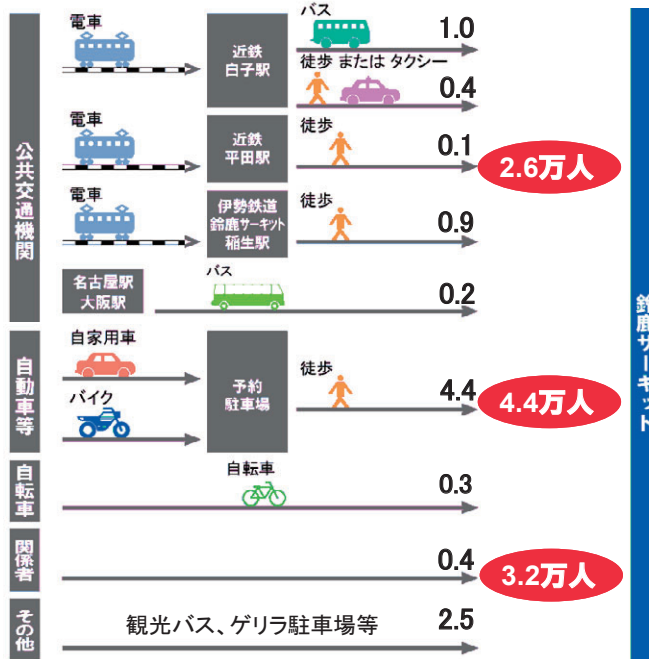 公共交通機関
電車
近鉄
白子駅
バス
1.0
徒歩 または タクシー
0.4
電車
近鉄
平田駅
徒歩
0.1
2.6万人
電車
伊勢鉄道
鈴鹿サーキット
稲生駅
徒歩
0.9
名古屋駅
大阪駅
バス
0.2
自動車等
自家用車
バイク
予約
駐車場
徒歩
4.4
4.4万人
自転車
自転車
0.3
関係者
0.4
3.2万人
その他
観光バス、ゲリラ駐車場等
2.5
鈴鹿サーキット